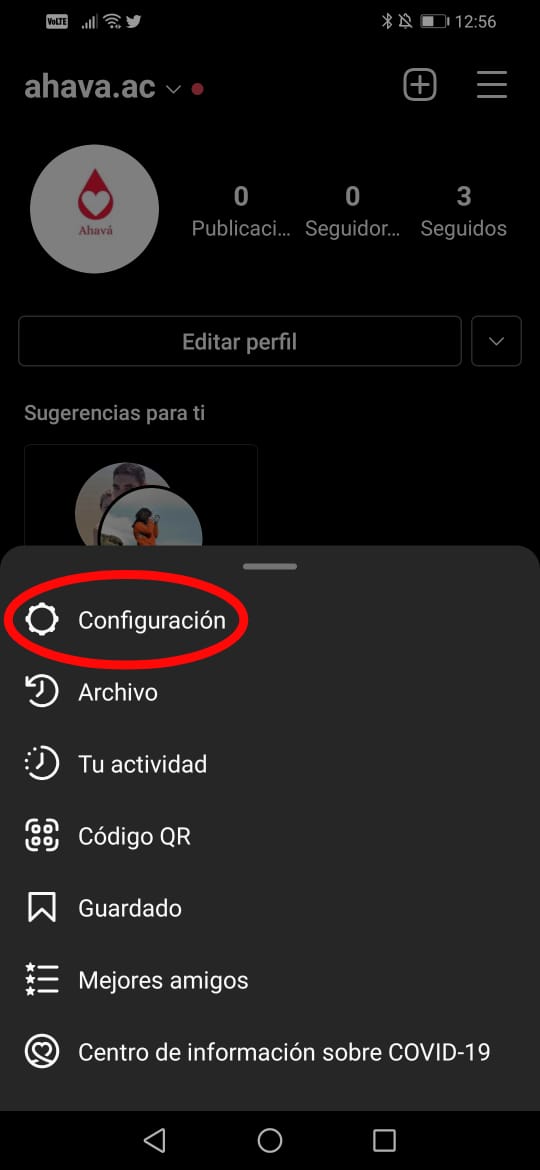 VoLTE 12:56
ahava.ac
Ahavá
0 0 3
Publicaci... Seguidor... Seguidos
Editar perfil
Sugerencias para ti
Configuración
Archivo
Tu actividad
Código QR
Guardado
Mejores amigos
Centro de información sobre COVID-19